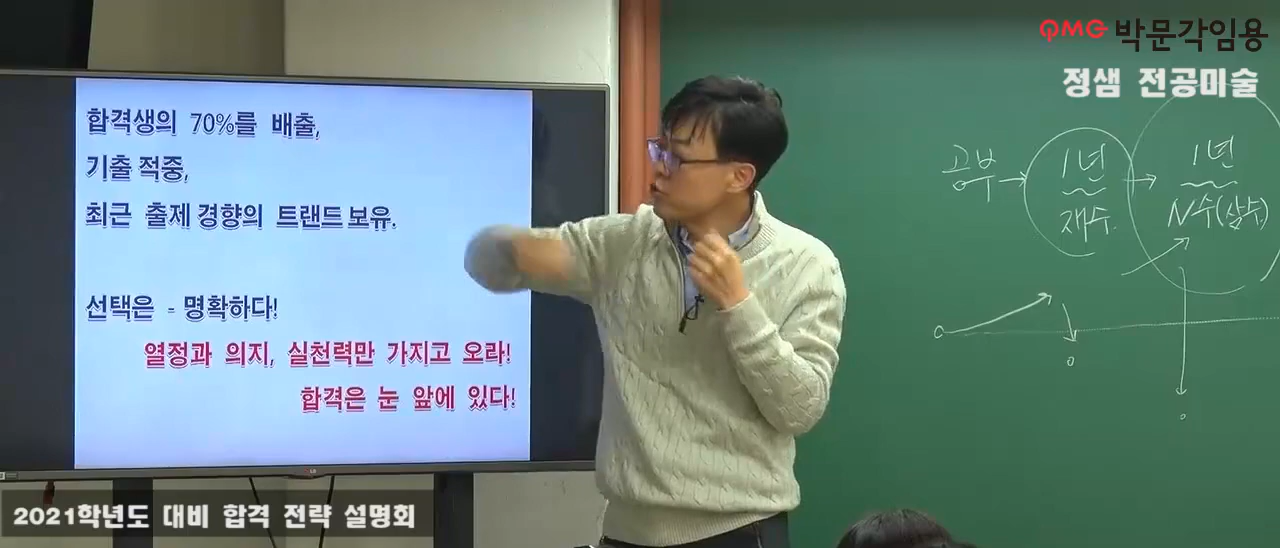 PMG 박문각임용
정샘 전공미술
합격생의 70%를 배출,
기출 적중,
최근 출제 경향의 트랜드 보유.
선택은 - 명확하다!
열정과 의지, 실천력만 가지고 오라!
합격은 눈 앞에 있다!
공부 → 1년 → 1년
재수. N수(삼수)
LG
2021학년도 대비 합격 전략 설명회